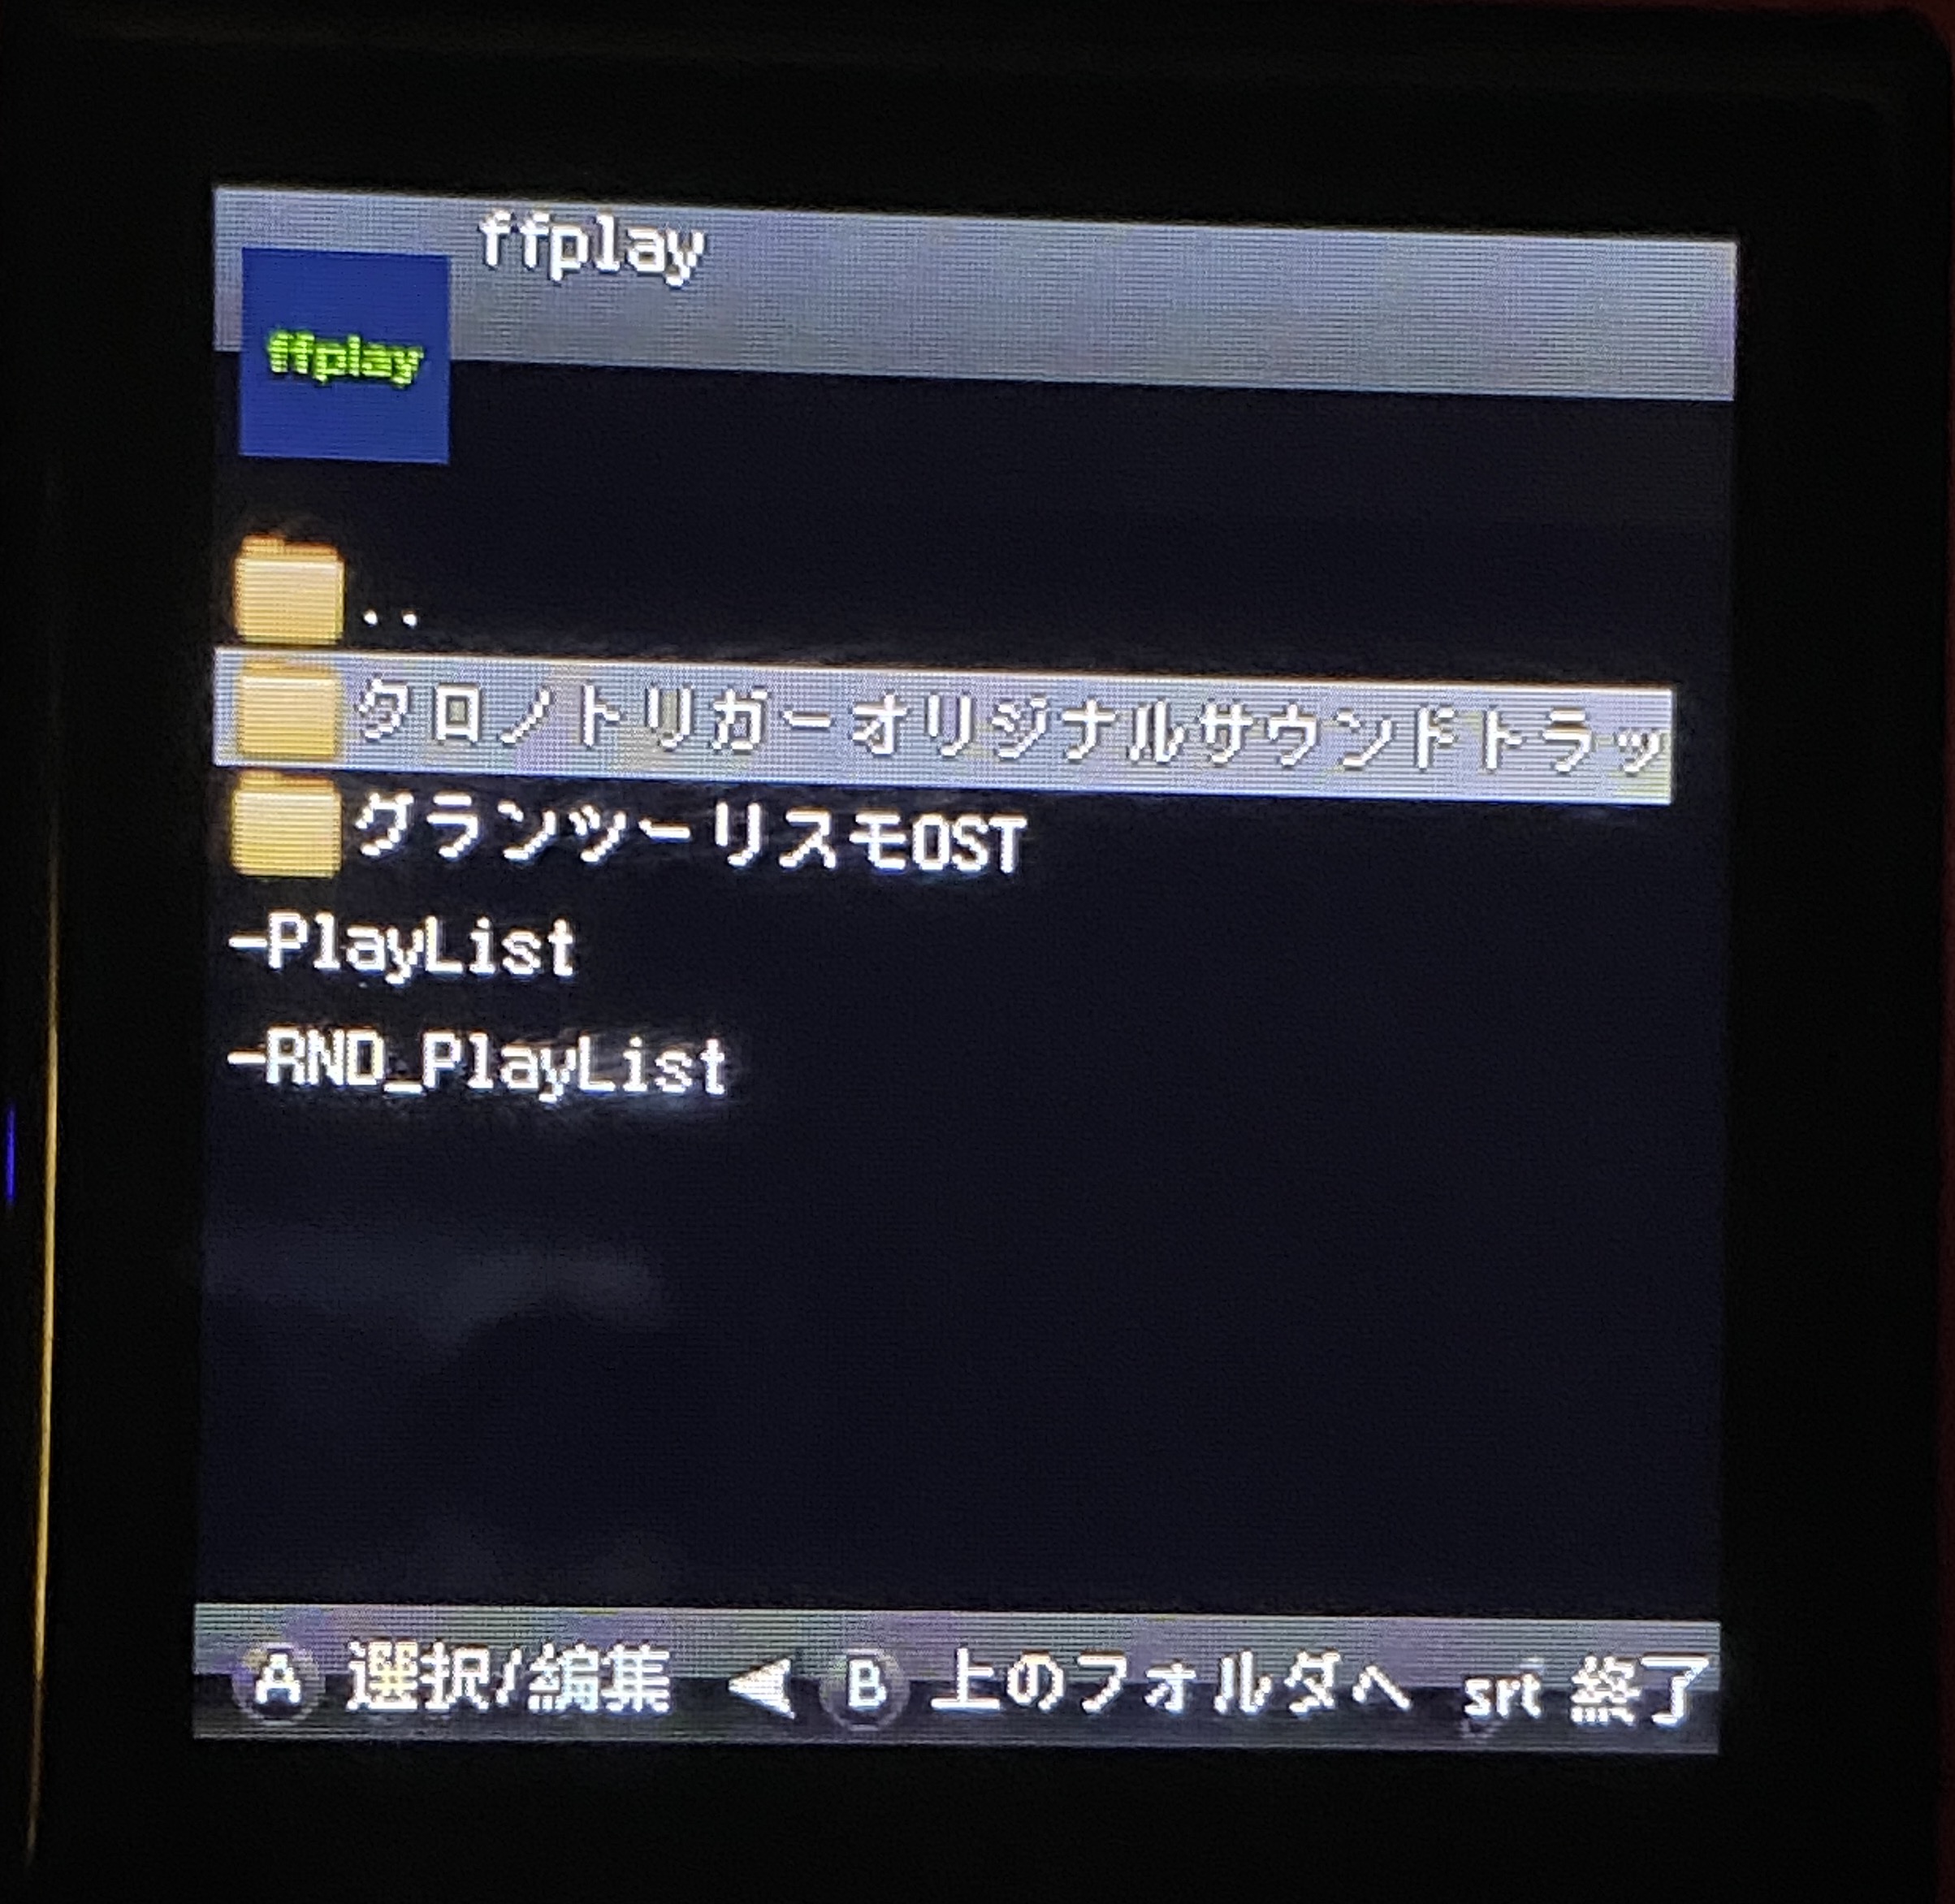 ffplay
ffplay
..
クロノトリガーオリジナルサウンドトラッ
グランツーリスモOST
-PlayList
-RND_PlayList
A 選択/編集 ◀ B 上のフォルダへ srt 終了